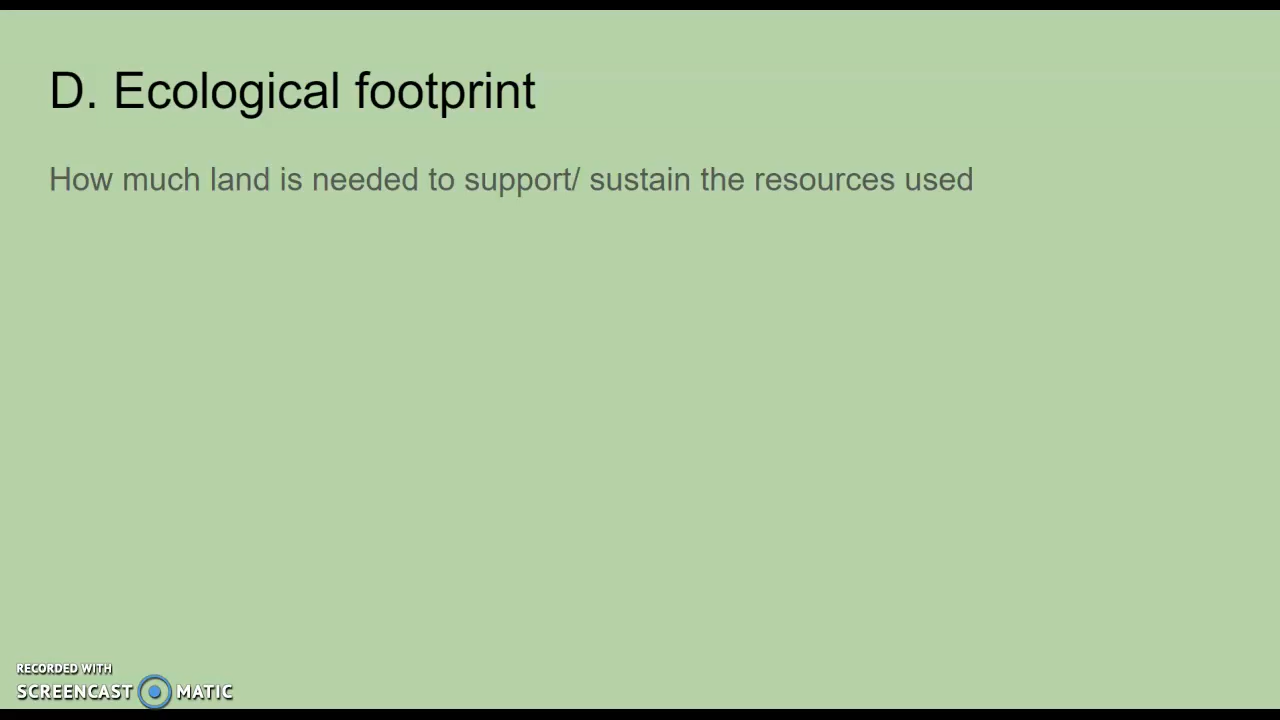 D. Ecological footprint
How much land is needed to support/ sustain the resources used
RECORDED WITH
SCREENCAST MATIC